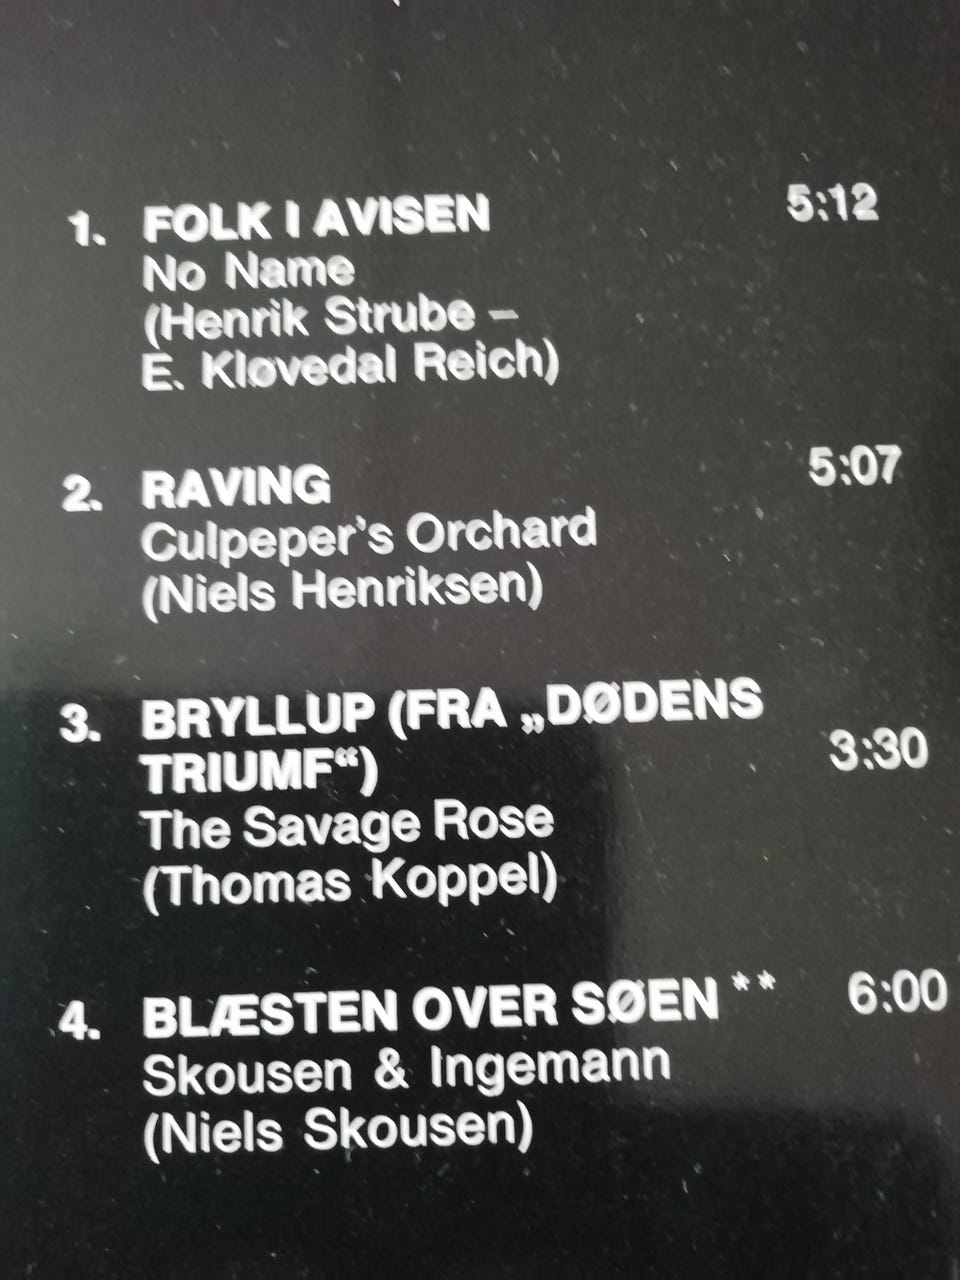 1. FOLK I AVISEN 5:12
No Name
(Henrik Strube –
E. Kløvedal Reich)
2. RAVING 5:07
Culpeper's Orchard
(Niels Henriksen)
3. BRYLLUP (FRA „DØDENS
TRIUMF“) 3:30
The Savage Rose
(Thomas Koppel)
4. BLÆSTEN OVER SØEN ** 6:00
Skousen & Ingemann
(Niels Skousen)